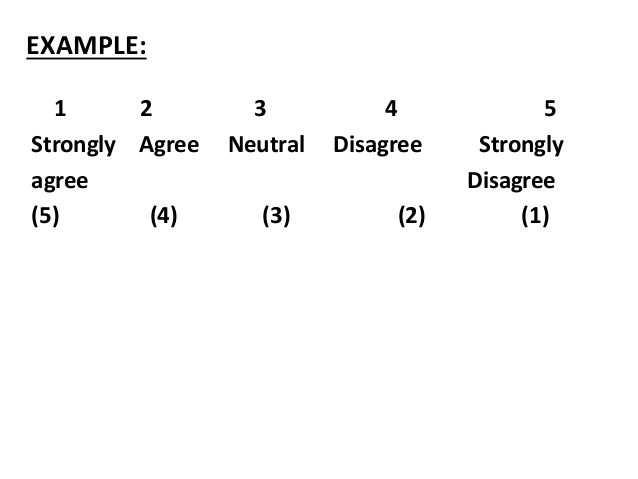 EXAMPLE:
1 2 3 4 5
Strongly Agree Neutral Disagree Strongly
agree Disagree
(5) (4) (3) (2) (1)